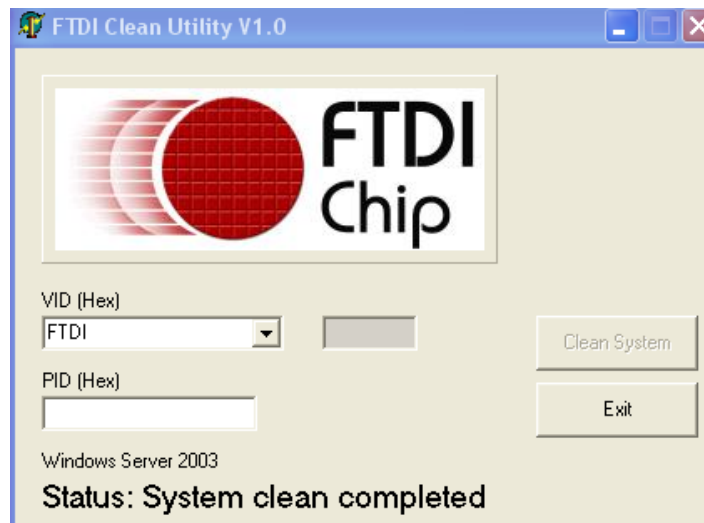 FTDI Clean Utility V1.0
FTDI
Chip
VID (Hex)
FTDI
Clean System
PID (Hex)
Exit
Windows Server 2003
Status: System clean completed